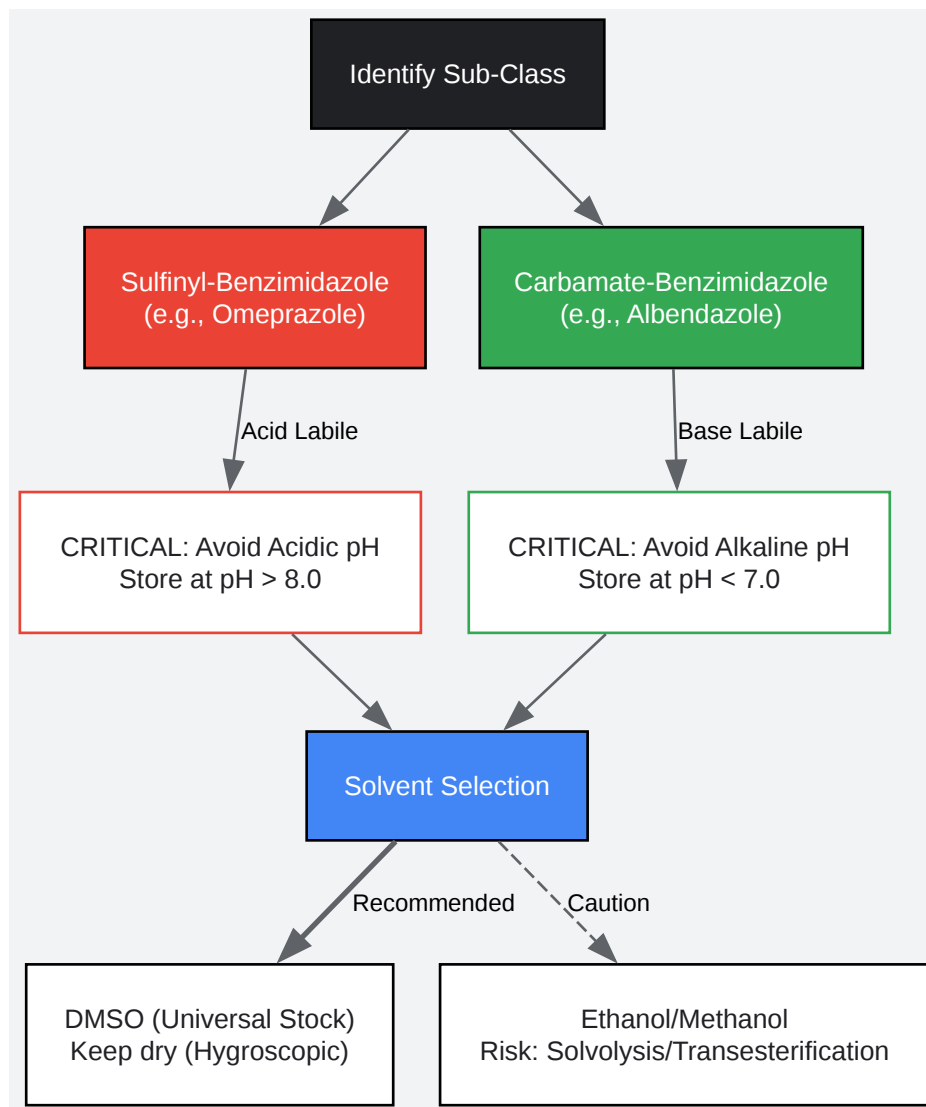 Identify Sub-Class
Sulfinyl-Benzimidazole
(e.g., Omeprazole)
Carbamate-Benzimidazole
(e.g., Albendazole)
Acid Labile
Base Labile
CRITICAL: Avoid Acidic pH
Store at pH > 8.0
CRITICAL: Avoid Alkaline pH
Store at pH < 7.0
Solvent Selection
Recommended
Caution
DMSO (Universal Stock)
Keep dry (Hygroscopic)
Ethanol/Methanol
Risk: Solvolysis/Transesterification